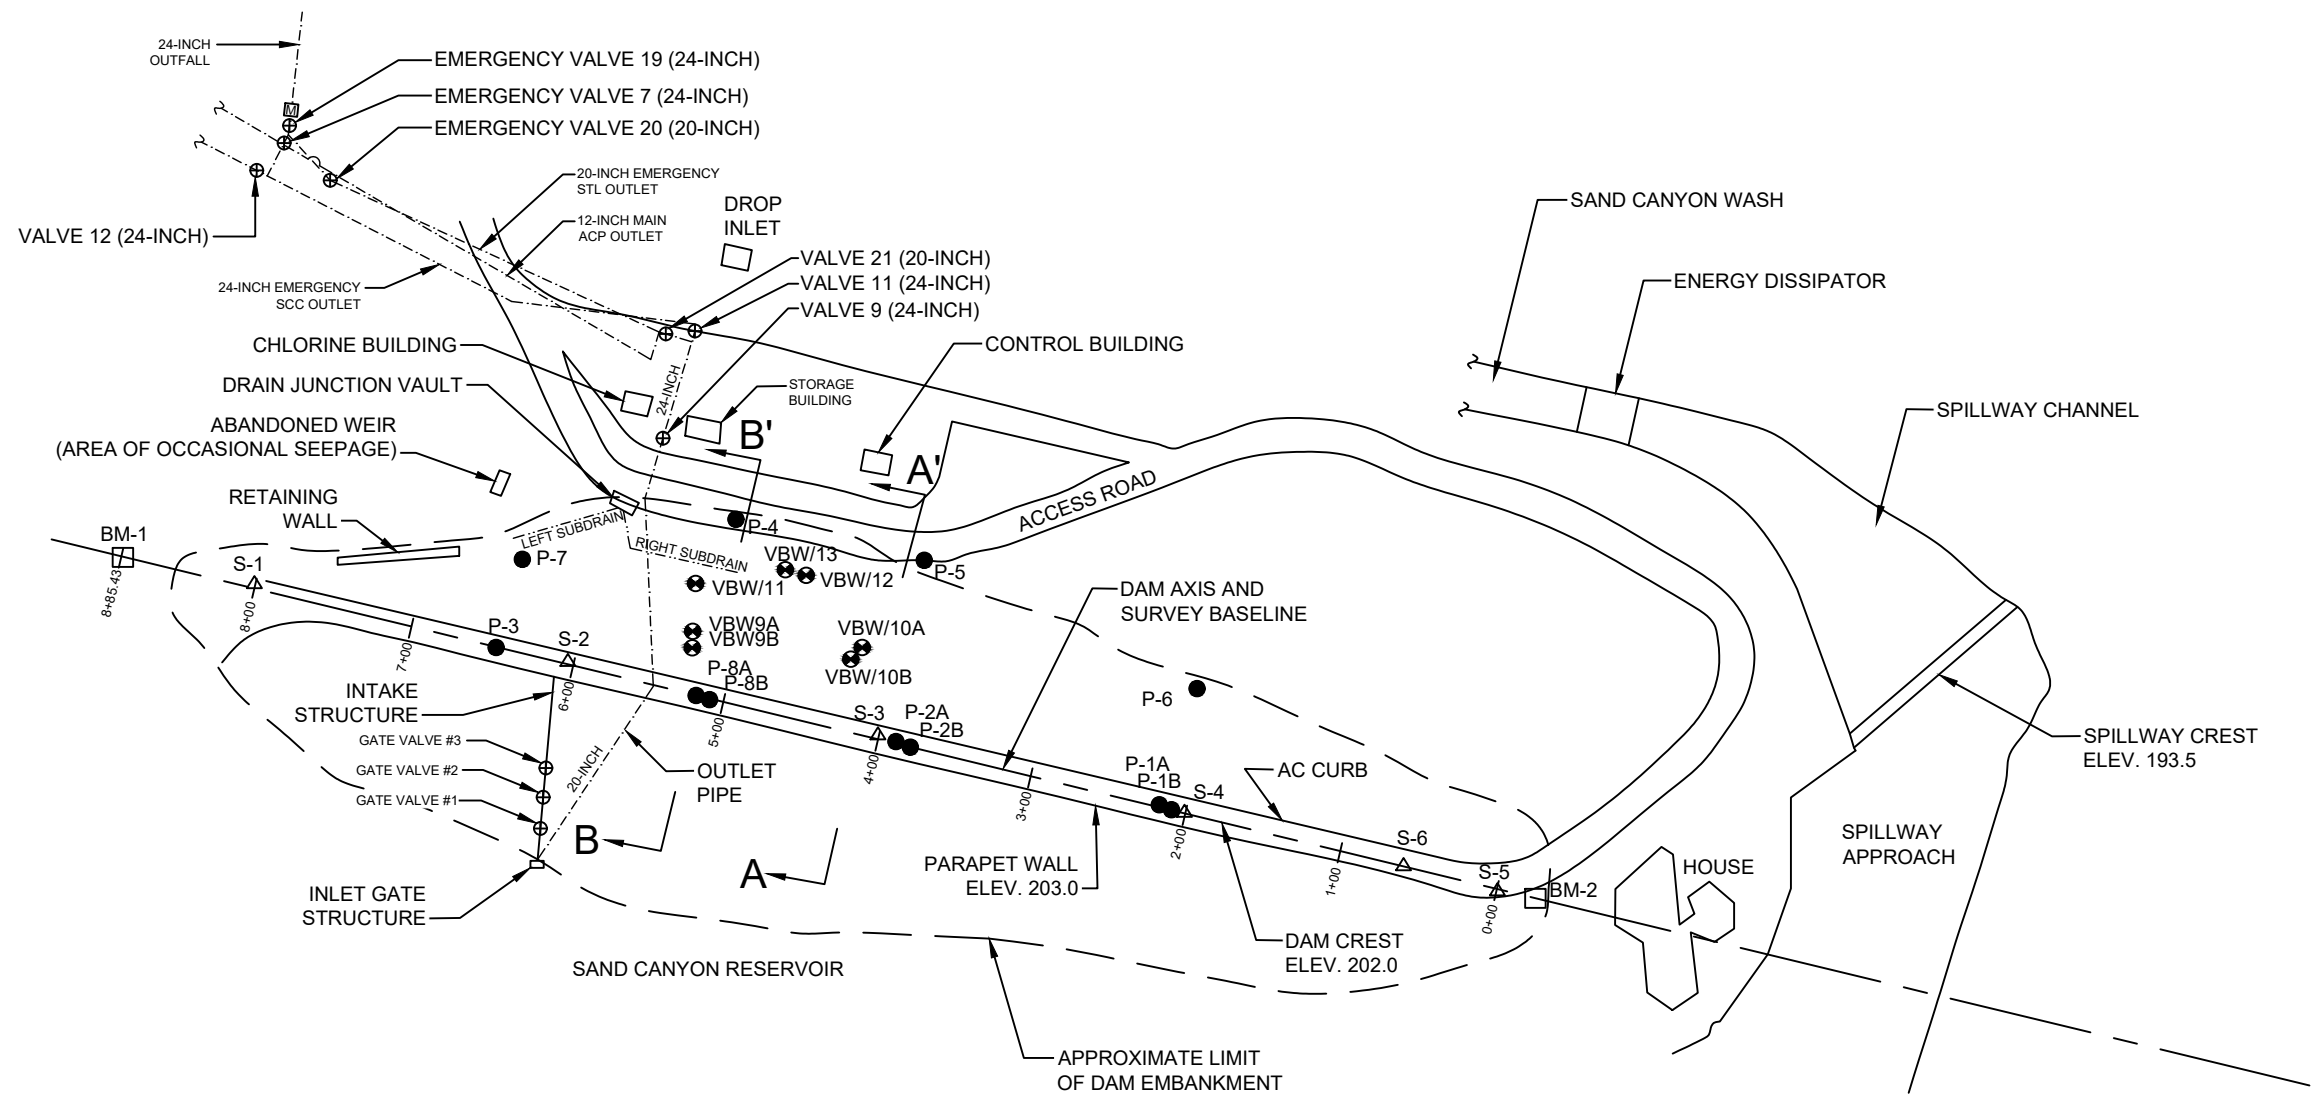 24-INCH
OUTFALL
EMERGENCY VALVE 19 (24-INCH)
EMERGENCY VALVE 7 (24-INCH)
M
EMERGENCY VALVE 20 (20-INCH)
20-INCH EMERGENCY
STL OUTLET
12-INCH MAIN
ACP OUTLET
DROP
INLET
VALVE 12 (24-INCH)
24-INCH EMERGENCY
SCC OUTLET
VALVE 21 (20-INCH)
VALVE 11 (24-INCH)
VALVE 9 (24-INCH)
SAND CANYON WASH
ENERGY DISSIPATOR
CHLORINE BUILDING
CONTROL BUILDING
DRAIN JUNCTION VAULT
24-INCH
STORAGE
BUILDING
SPILLWAY CHANNEL
ABANDONED WEIR
(AREA OF OCCASIONAL SEEPAGE)
B'
A'
ACCESS ROAD
RETAINING
WALL
BM-1
8+85.43
LEFT SUBDRAIN
RIGHT SUBDRAIN
P-4
P-7
VBW/13
VBW/12
VBW/11
P-5
S-1
8+00
DAM AXIS AND
SURVEY BASELINE
VBW9A
VBW9B
VBW/10A
VBW/10B
P-3
S-2
7+00
6+00
P-8A
P-8B
5+00
P-6
INTAKE
STRUCTURE
GATE VALVE #3
GATE VALVE #2
GATE VALVE #1
20-INCH
OUTLET
PIPE
S-3
P-2A
P-2B
4+00
3+00
P-1A
P-1B
S-4
2+00
AC CURB
SPILLWAY CREST
ELEV. 193.5
B
A
PARAPET WALL
ELEV. 203.0
S-6
1+00
S-5
0+00
BM-2
HOUSE
SPILLWAY
APPROACH
INLET GATE
STRUCTURE
DAM CREST
ELEV. 202.0
SAND CANYON RESERVOIR
APPROXIMATE LIMIT
OF DAM EMBANKMENT